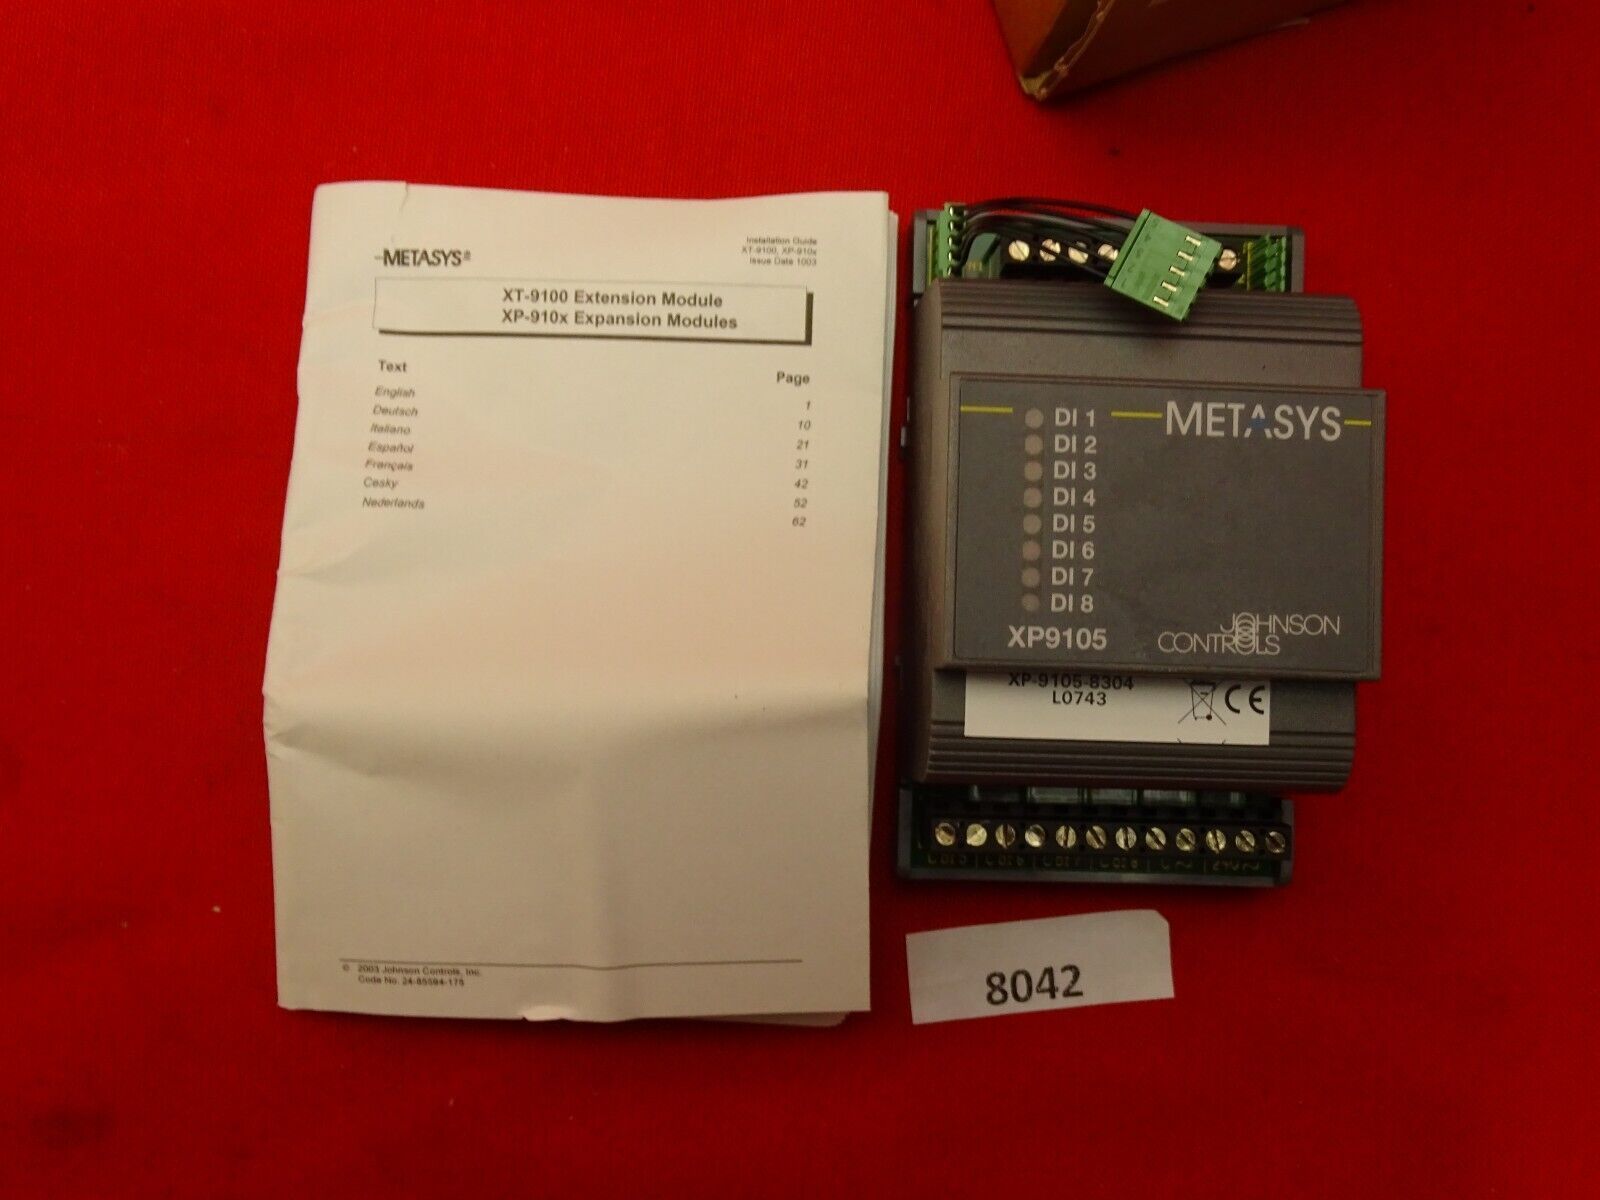 METASYS®
Installation Guide
XT-9100, XP-910x
Issue Date 1003
XT-9100 Extension Module
XP-910x Expansion Modules
Text
Page
English
1
Deutsch
10
Italiano
21
Español
31
Français
42
Cesky
52
Nederlands
62
© 2003 Johnson Controls, Inc.
Code No. 24-85594-175
DI 1
METASYS
DI 2
DI 3
DI 4
DI 5
DI 6
DI 7
DI 8
XP9105
JOHNSON
CONTROLS
XP-9105-8304
L0743
CE
8042